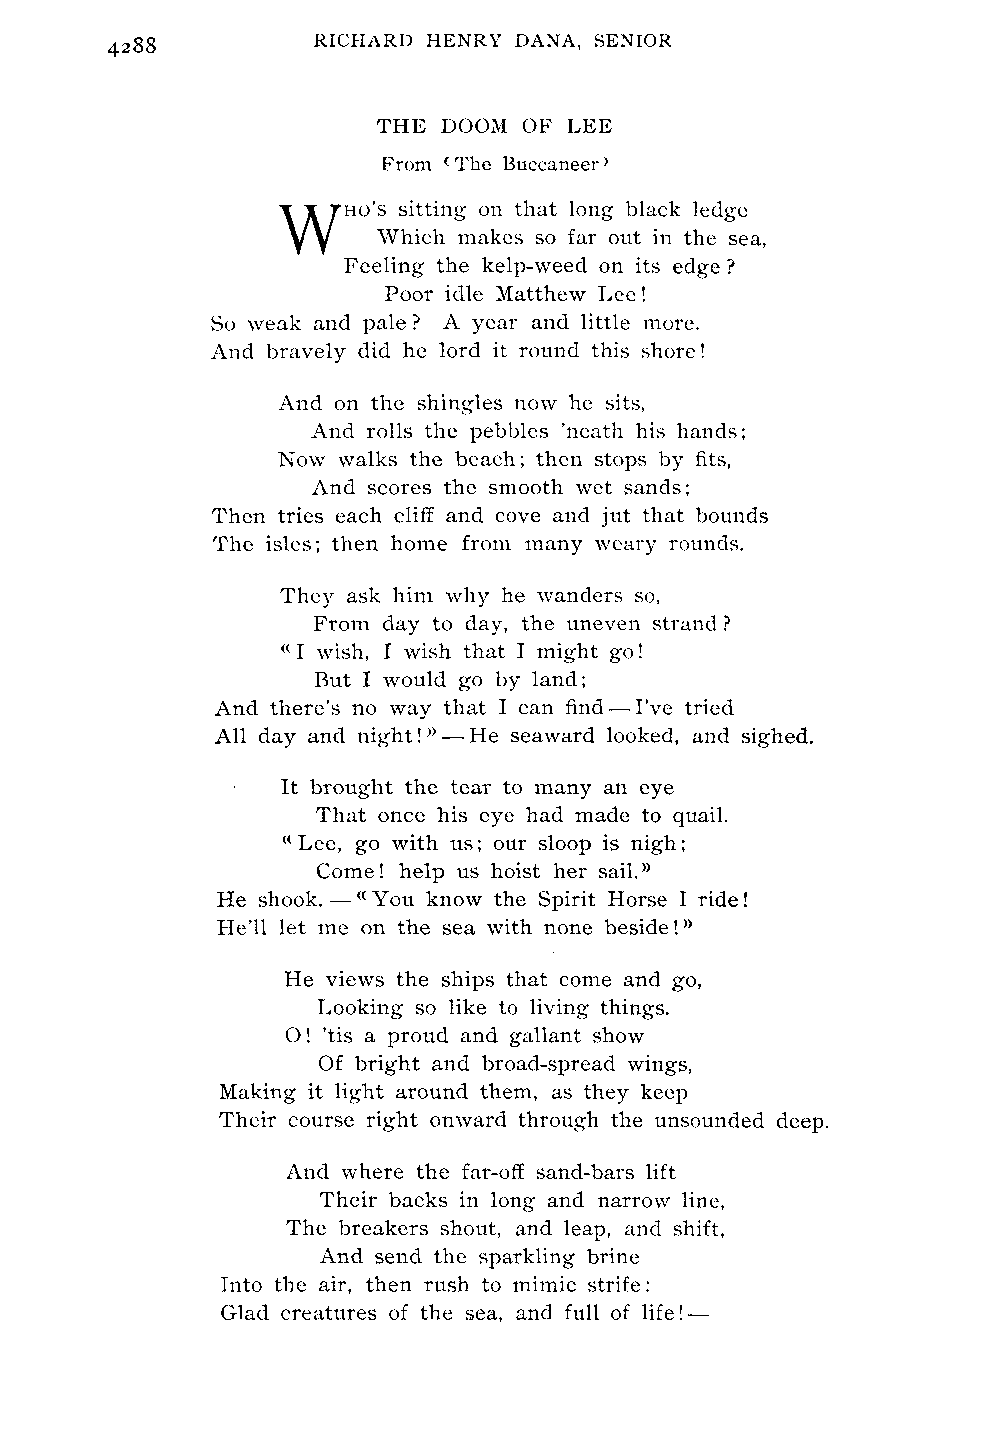 4288 RICHARD HENRY DANA, SENIOR
THE DOOM OF LEE
From ‹The Buccaneer›
WHO'S sitting on that long black ledge
Which makes so far out in the sea,
Feeling the kelp-weed on its edge?
Poor idle Matthew Lee!
So weak and pale? A year and little more,
And bravely did he lord it round this shore!
And on the shingles now he sits,
And rolls the pebbles 'neath his hands;
Now walks the beach; then stops by fits,
And scores the smooth wet sands;
Then tries each cliff and cove and jut that bounds
The isles; then home from many weary rounds.
They ask him why he wanders so,
From day to day, the uneven strand?
«I wish, I wish that I might go!
But I would go by land;
And there's no way that I can find—I've tried
All day and night!»—He seaward looked, and sighed.
It brought the tear to many an eye
That once his eye had made to quail.
«Lee, go with us; our sloop is nigh;
Come! help us hoist her sail.»
He shook.—«You know the Spirit Horse I ride!
He'll let me on the sea with none beside!»
He views the ships that come and go,
Looking so like to living things.
O! 'tis a proud and gallant show
Of bright and broad-spread wings,
Making it light around them, as they keep
Their course right onward through the unsounded deep.
And where the far-off sand-bars lift
Their backs in long and narrow line,
The breakers shout, and leap, and shift,
And send the sparkling brine
Into the air, then rush to mimic strife:
Glad creatures of the sea, and full of life!—